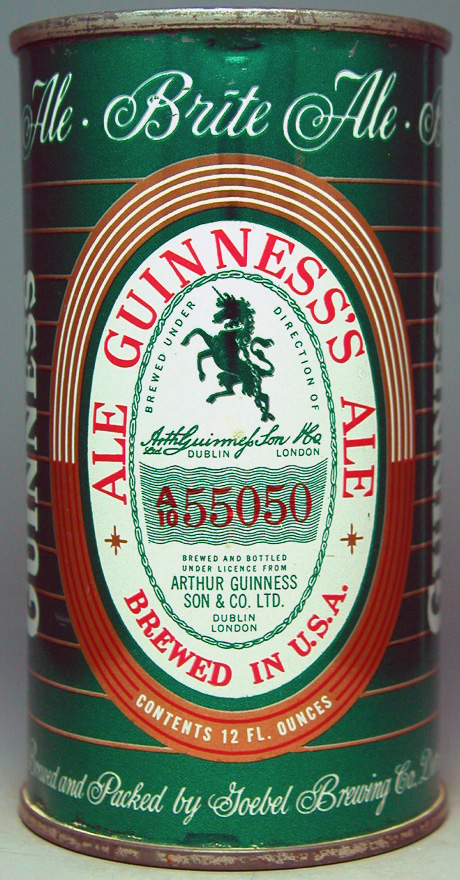 Ale · Brite Ale ·
GUINNESS
ALE GUINNESS'S ALE
BREWED UNDER DIRECTION OF
Arth Guinness Son & Co
Ltd. DUBLIN LONDON
A/10 55050
BREWED AND BOTTLED
UNDER LICENCE FROM
ARTHUR GUINNESS
SON & CO. LTD.
DUBLIN
LONDON
BREWED IN U.S.A.
CONTENTS 12 FL. OUNCES
GUINNESS
Brewed and Packed by Goebel Brewing Co.